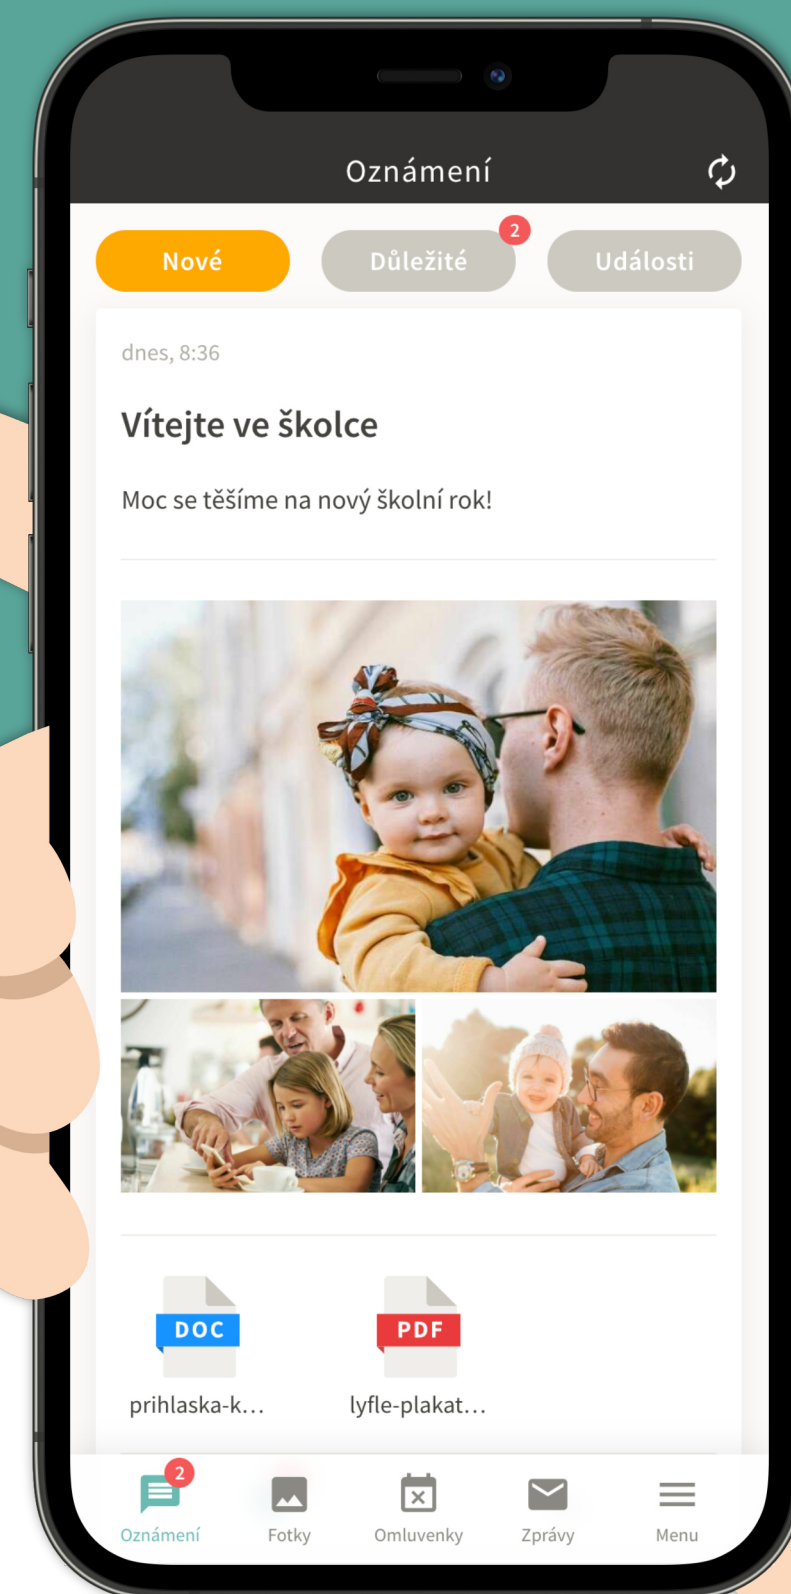 Oznámení
Nové
Důležité
2
Události
dnes, 8:36
Vítejte ve školce
Moc se těšíme na nový školní rok!
DOC
PDF
prihlaska-k...
lyfle-plakat...
2
Oznámení
Fotky
Omluvenky
Zprávy
Menu